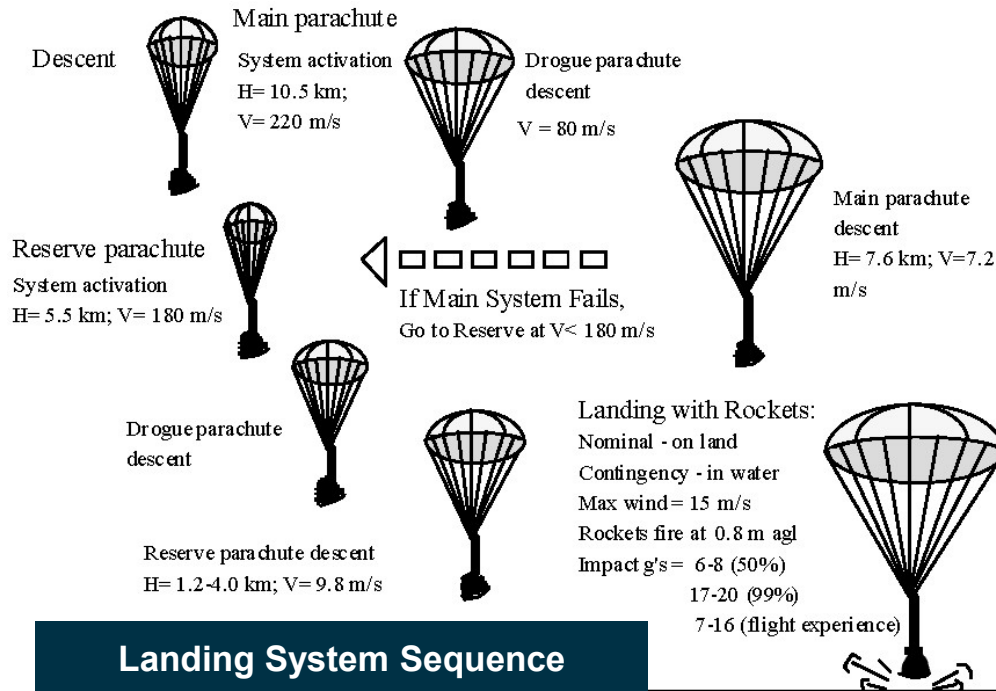 Descent
Main parachute
System activation
H= 10.5 km;
V= 220 m/s
Drogue parachute
descent
V = 80 m/s
Main parachute
descent
H= 7.6 km; V=7.2
m/s
Reserve parachute
System activation
H= 5.5 km; V= 180 m/s
If Main System Fails,
Go to Reserve at V< 180 m/s
Drogue parachute
descent
Reserve parachute descent
H= 1.2-4.0 km; V= 9.8 m/s
Landing with Rockets:
Nominal - on land
Contingency - in water
Max wind = 15 m/s
Rockets fire at 0.8 m agl
Impact g's = 6-8 (50%)
17-20 (99%)
7-16 (flight experience)
Landing System Sequence